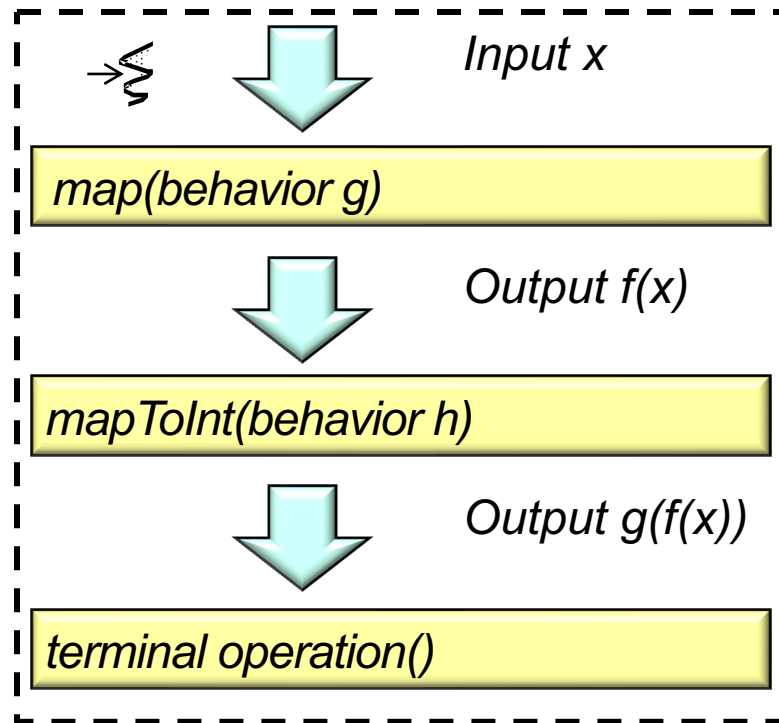 Input x
map(behavior g)
Output f(x)
mapToInt(behavior h)
Output g(f(x))
terminal operation()